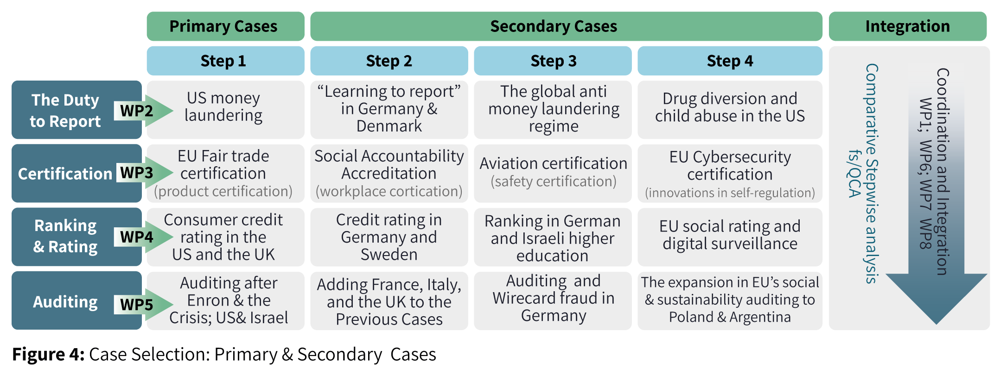 Primary Cases
Secondary Cases
Integration
Step 1
Step 2
Step 3
Step 4
The Duty
to Report
WP2
US money
laundering
“Learning to report”
in Germany &
Denmark
The global anti
money laundering
regime
Drug diversion and
child abuse in the US
Certification
WP3
EU Fair trade
certification
(product certification)
Social Accountability
Accreditation
(workplace cortication)
Aviation certification
(safety certification)
EU Cybersecurity
certification
(innovations in self-regulation)
Ranking
& Rating
WP4
Consumer credit
rating in the
US and the UK
Credit rating in
Germany and
Sweden
Ranking in German
and Israeli higher
education
EU social rating and
digital surveillance
Auditing
WP5
Auditing after
Enron & the
Crisis; US& Israel
Adding France, Italy,
and the UK to the
Previous Cases
Auditing  and
Wirecard fraud in
Germany
The expansion in EU’s social
& sustainability auditing to
Poland & Argentina
Comparative Stepwise analysis
fs/QCA
Coordination and Integration
WP1;  WP6; WP7  WP8
Figure 4: Case Selection: Primary & Secondary  Cases